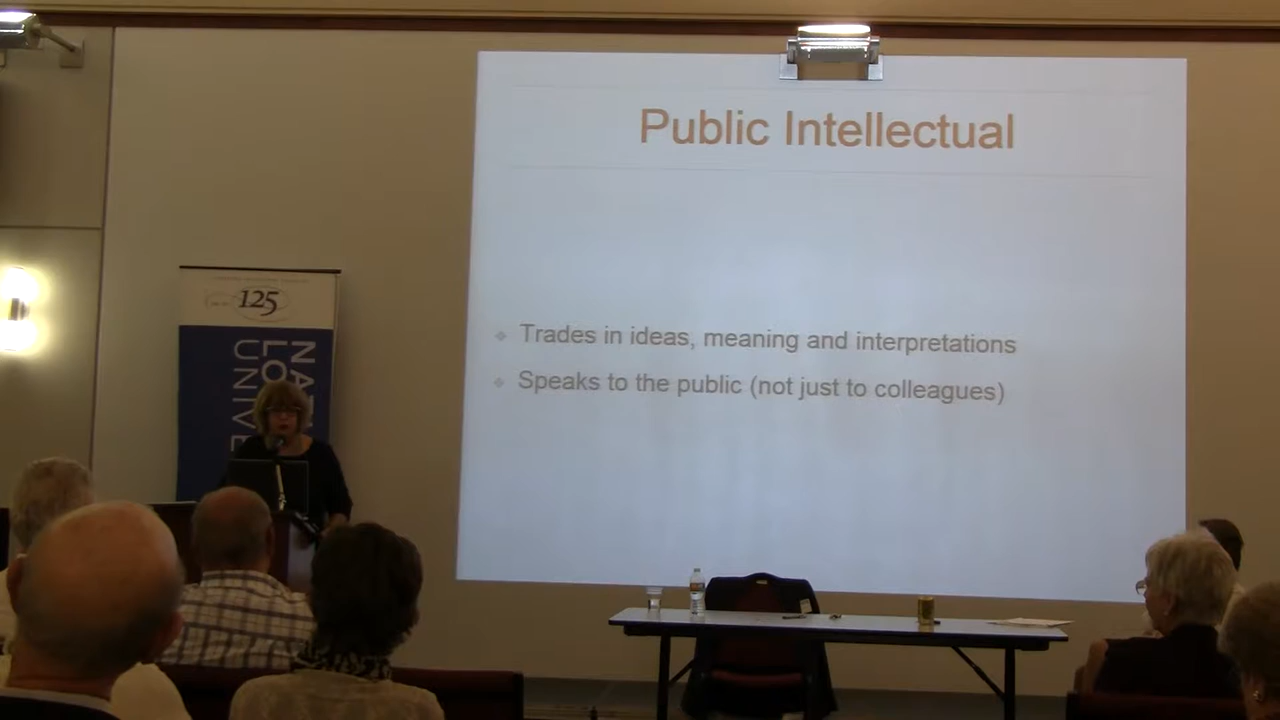 Public Intellectual
Trades in ideas, meaning and interpretations
Speaks to the public (not just to colleagues)
125